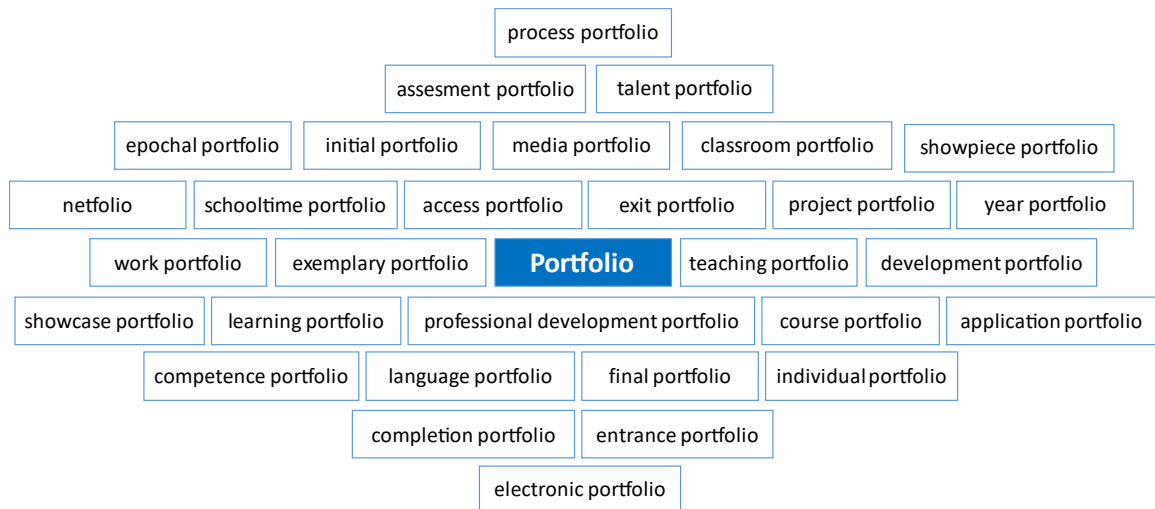 process portfolio
assesment portfolio talent portfolio
epochal portfolio initial portfolio media portfolio classroom portfolio showpiece portfolio
netfolio schooltime portfolio access portfolio exit portfolio project portfolio year portfolio
work portfolio exemplary portfolio Portfolio teaching portfolio development portfolio
showcase portfolio learning portfolio professional development portfolio course portfolio application portfolio
competence portfolio language portfolio final portfolio individual portfolio
completion portfolio entrance portfolio
electronic portfolio